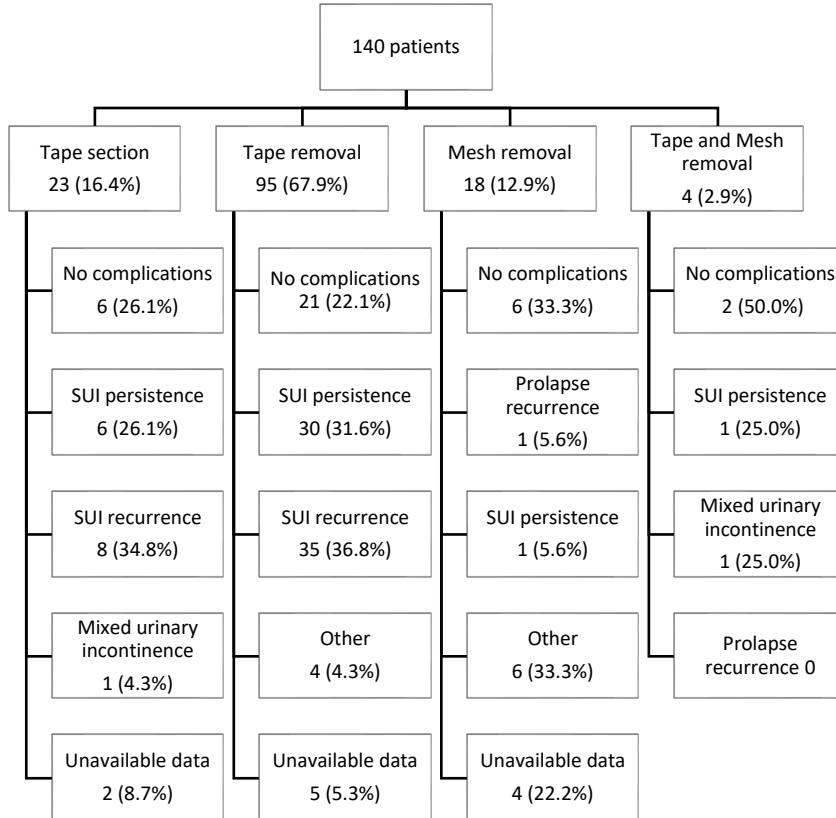 140 patients
Tape section
23 (16.4%)
Tape removal
95 (67.9%)
Mesh removal
18 (12.9%)
Tape and Mesh
removal
4 (2.9%)
No complications
6 (26.1%)
No complications
21 (22.1%)
No complications
6 (33.3%)
No complications
2 (50.0%)
SUI persistence
6 (26.1%)
SUI persistence
30 (31.6%)
Prolapse
recurrence
1 (5.6%)
SUI persistence
1 (25.0%)
SUI recurrence
8 (34.8%)
SUI recurrence
35 (36.8%)
SUI persistence
1 (5.6%)
Mixed urinary
incontinence
1 (25.0%)
Mixed urinary
incontinence
1 (4.3%)
Other
4 (4.3%)
Other
6 (33.3%)
Prolapse
recurrence 0
Unavailable data
2 (8.7%)
Unavailable data
5 (5.3%)
Unavailable data
4 (22.2%)